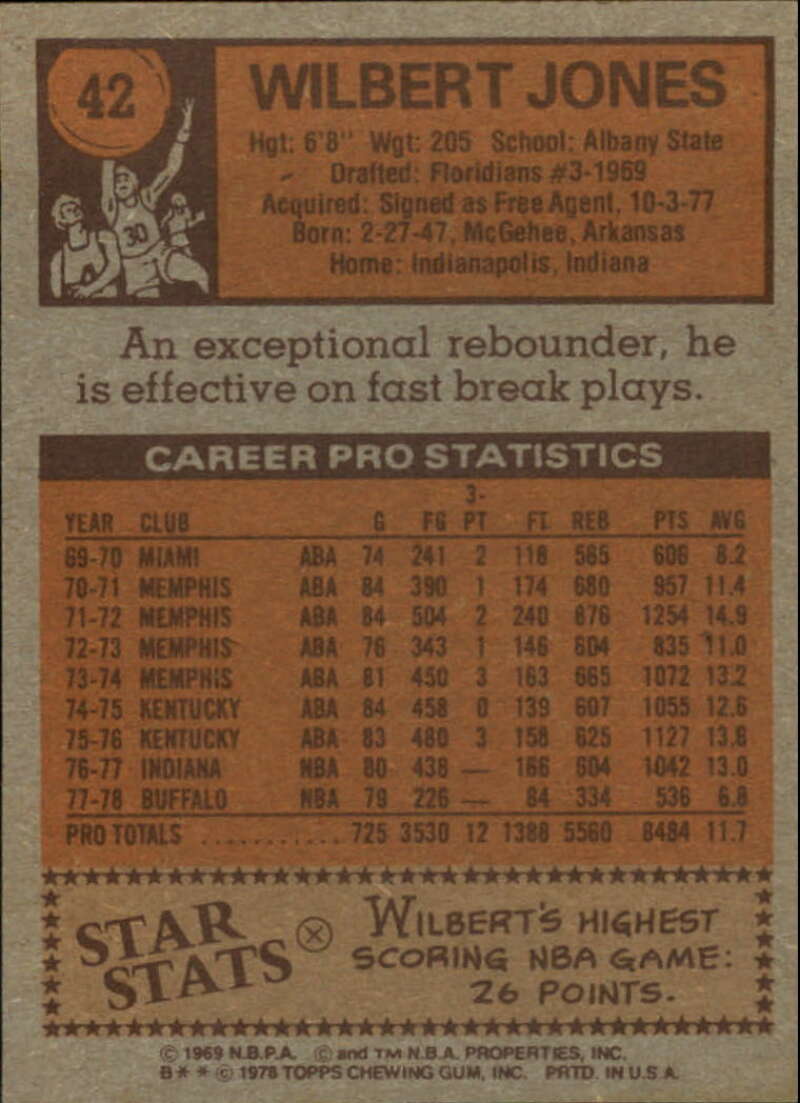 42
WILBERT JONES
Hgt: 6'8" Wgt: 205 School: Albany State
Drafted: Floridians #3-1969
Acquired: Signed as Free Agent, 10-3-77
Born: 2-27-47, McGehee, Arkansas
Home: Indianapolis, Indiana
30
An exceptional rebounder, he
is effective on fast break plays.
CAREER PRO STATISTICS
YEAR CLUB G FG 3-PT FT REB PTS AVG
69-70 MIAMI ABA 74 241 2 118 585 606 8.2
70-71 MEMPHIS ABA 84 390 1 174 680 957 11.4
71-72 MEMPHIS ABA 84 504 2 240 876 1254 14.9
72-73 MEMPHIS ABA 76 343 1 146 604 835 11.0
73-74 MEMPHIS ABA 81 450 3 163 665 1072 13.2
74-75 KENTUCKY ABA 84 458 0 139 607 1055 12.6
75-76 KENTUCKY ABA 83 480 3 158 625 1127 13.6
76-77 INDIANA NBA 80 438 — 166 604 1042 13.0
77-78 BUFFALO NBA 79 226 — 84 334 536 6.8
PRO TOTALS ............ 725 3530 12 1388 5560 8484 11.7
STAR STATS
WILBERT'S HIGHEST
SCORING NBA GAME:
26 POINTS.
© 1969 N.B.P.A. © and TM N.B.A. PROPERTIES, INC.
B* * © 1978 TOPPS CHEWING GUM, INC. PRTD. IN U.S.A.